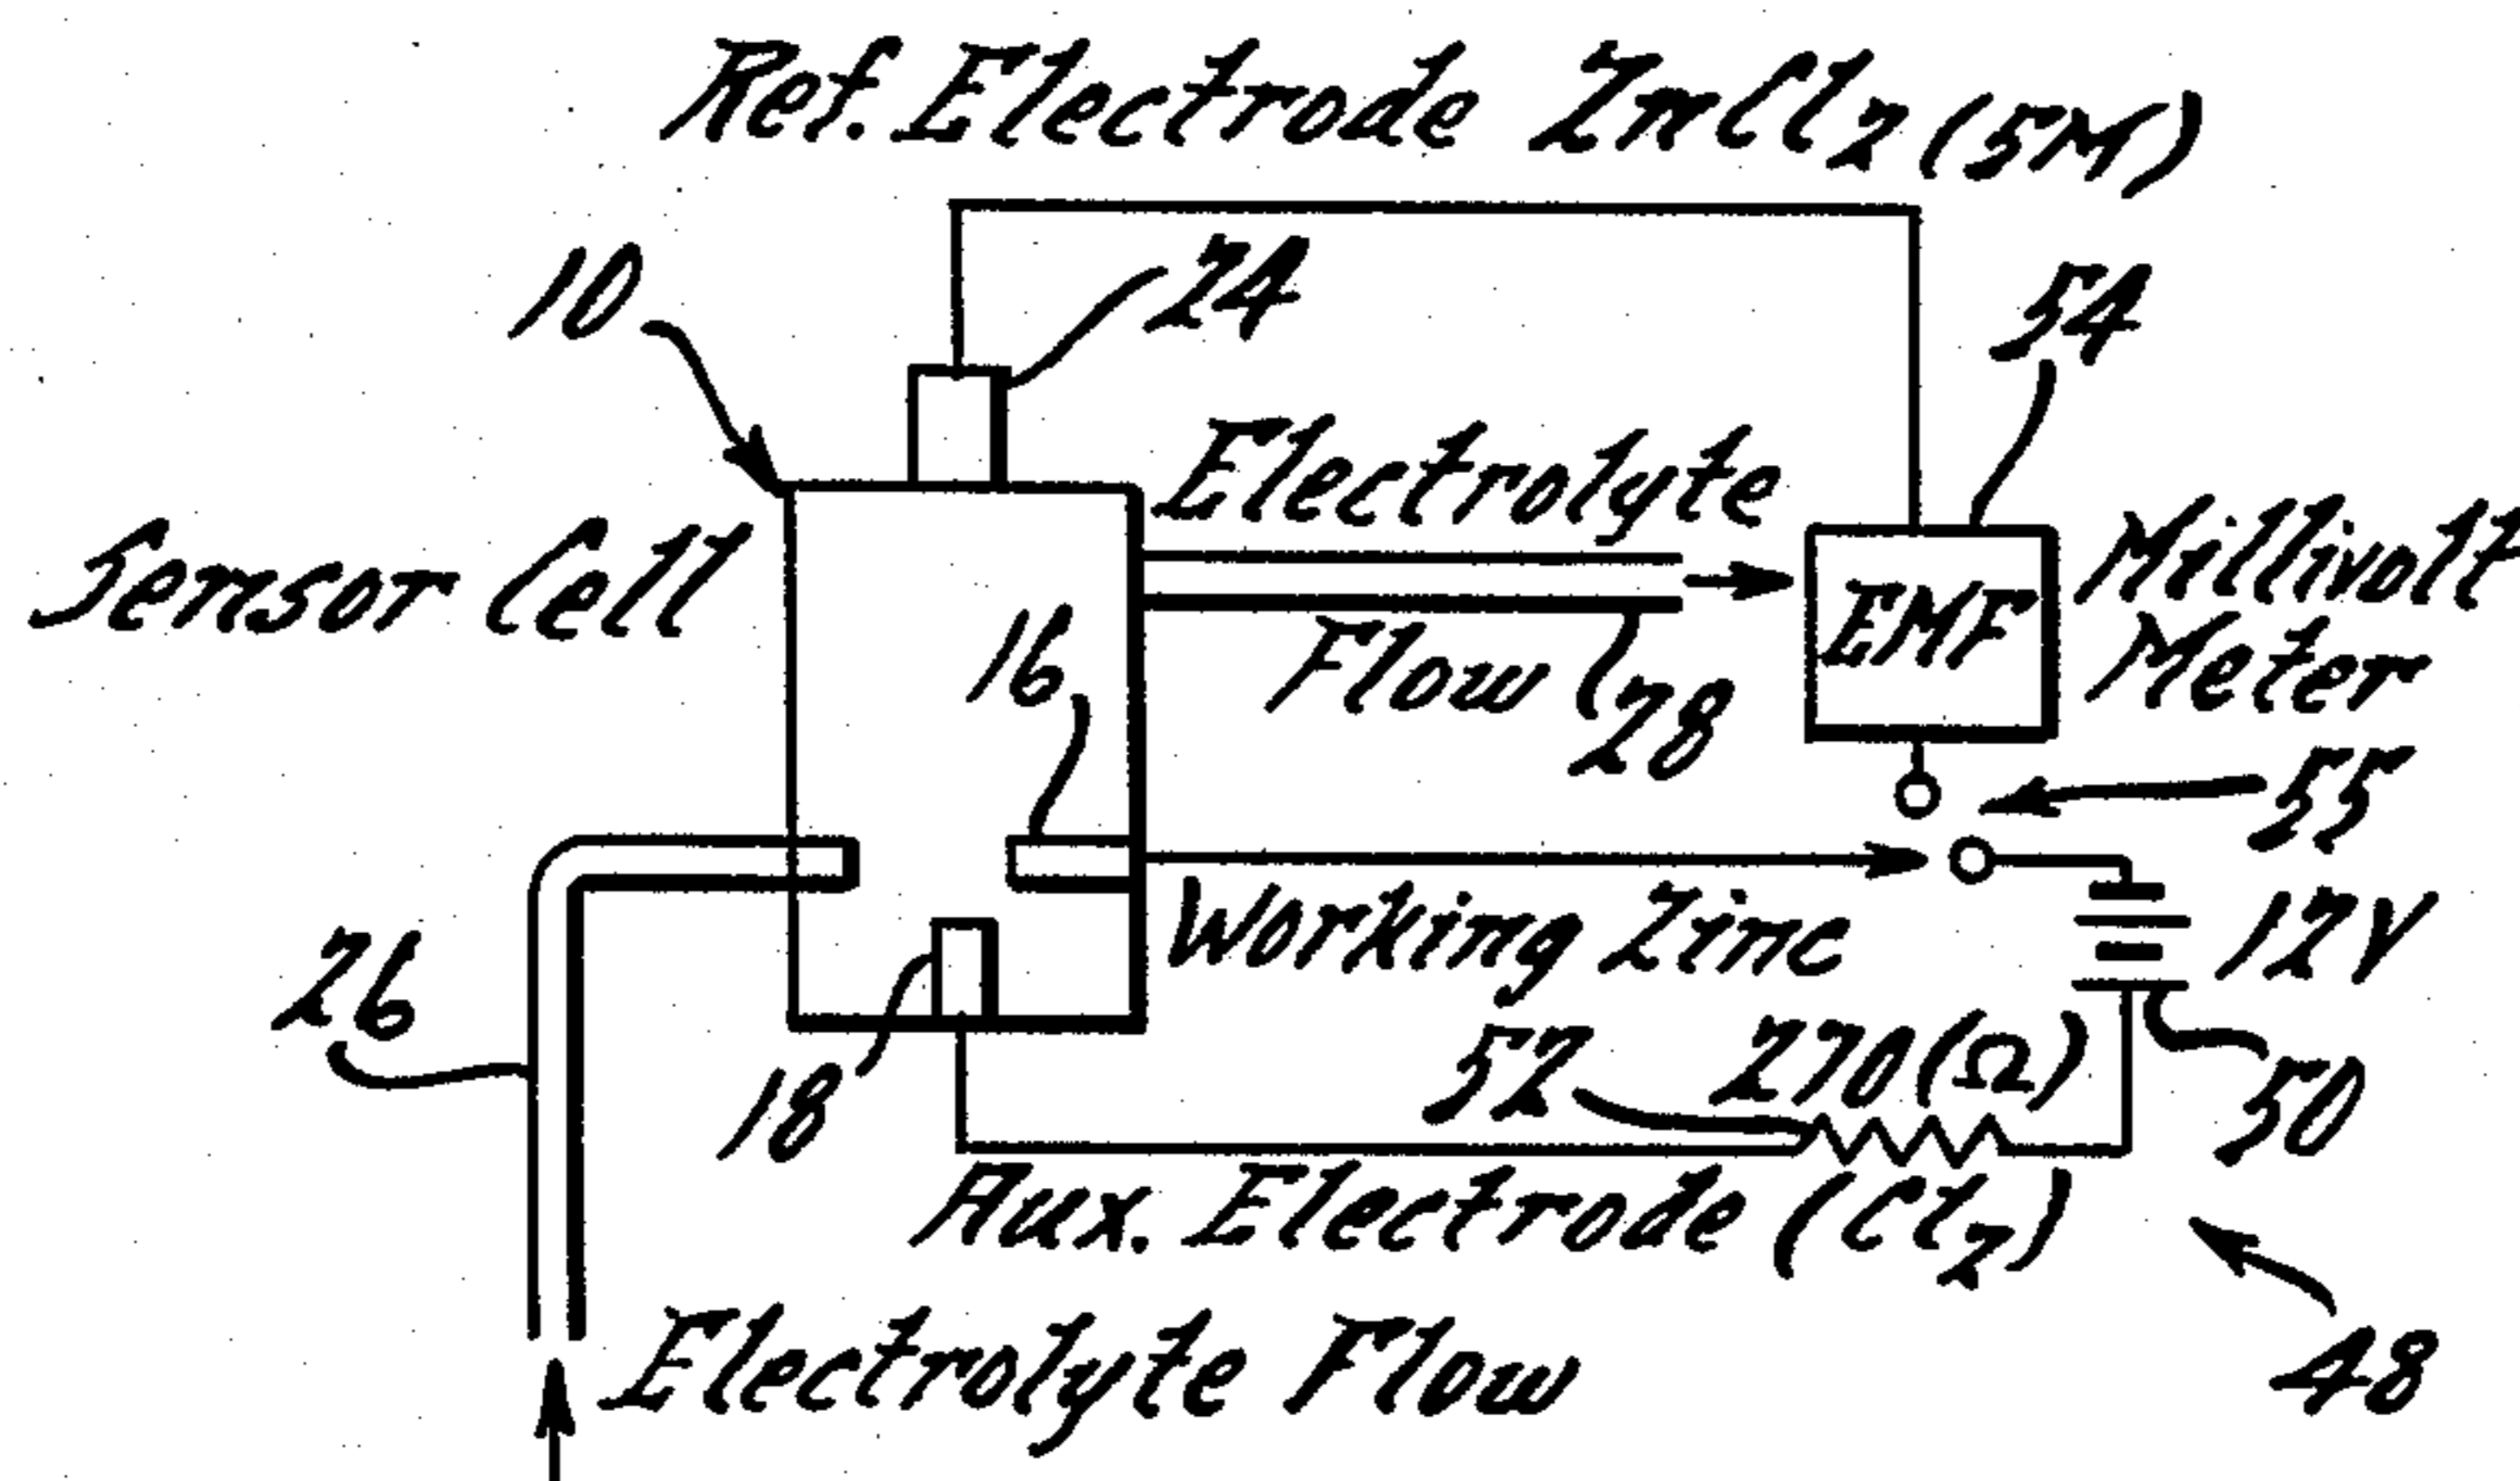 Ref. Electrode ZnCl2 (5M)
10
24
54
Electrolyte
Sensor Cell
Millivolt
EMF
16
Flow
Meter
28
55
Working Zinc
12V
26
52
270(Ω)
50
18
Aux. Electrode (Cl2)
Electrolyte Flow
48